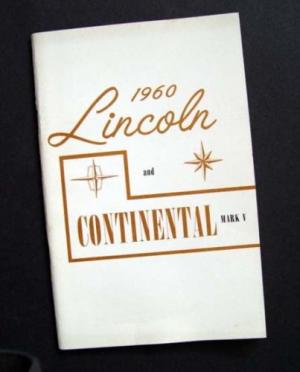 1960
Lincoln
and
CONTINENTAL MARK V